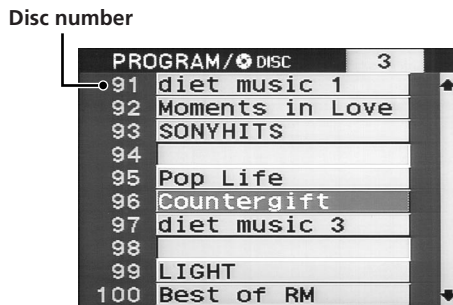 Disc number
PROGRAM/ DISC 3
91 diet music 1
92 Moments in Love
93 SONYHITS
94
95 Pop Life
96 Countergift
97 diet music 3
98
99 LIGHT
100 Best of RM